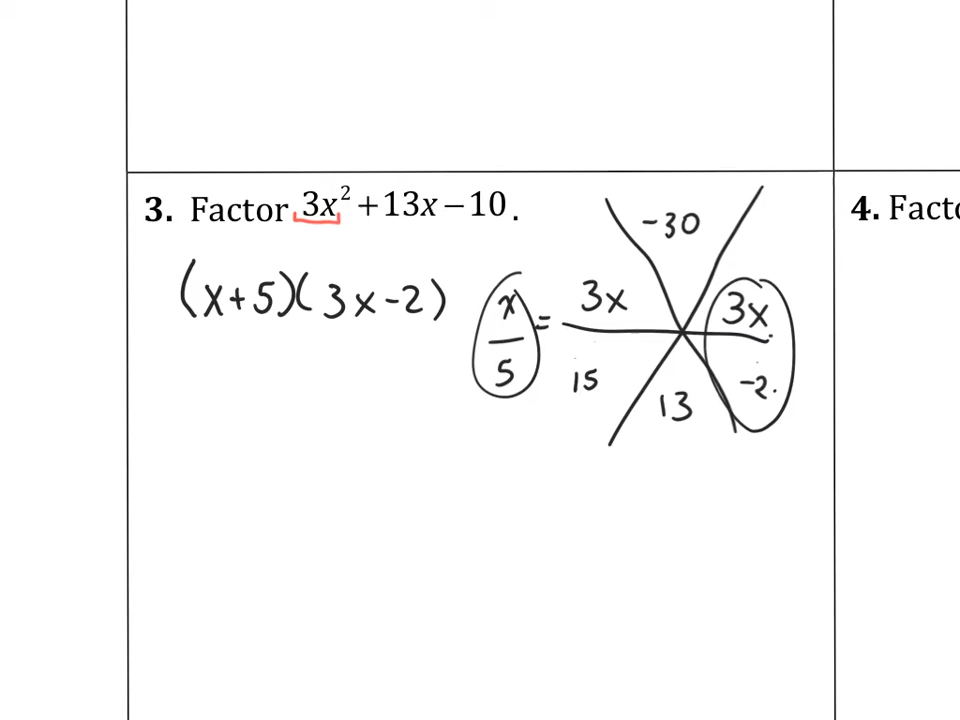 3. Factor 3x² + 13x − 10.
4. Facto
(x+5)(3x-2)
-30
x/5 = 3x/15
3x/-2
13